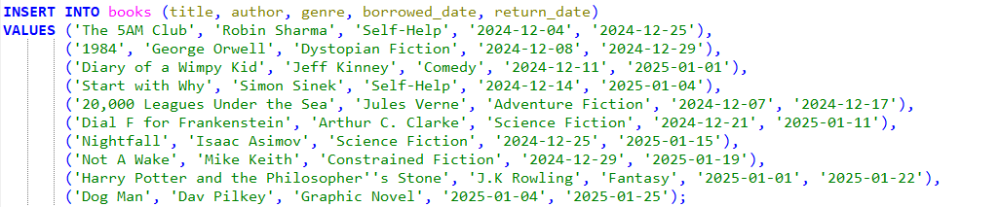 INSERT INTO books (title, author, genre, borrowed_date, return_date)
VALUES ('The 5AM Club', 'Robin Sharma', 'Self-Help', '2024-12-04', '2024-12-25'),
('1984', 'George Orwell', 'Dystopian Fiction', '2024-12-08', '2024-12-29'),
('Diary of a Wimpy Kid', 'Jeff Kinney', 'Comedy', '2024-12-11', '2025-01-01'),
('Start with Why', 'Simon Sinek', 'Self-Help', '2024-12-14', '2025-01-04'),
('20,000 Leagues Under the Sea', 'Jules Verne', 'Adventure Fiction', '2024-12-07', '2024-12-17'),
('Dial F for Frankenstein', 'Arthur C. Clarke', 'Science Fiction', '2024-12-21', '2025-01-11'),
('Nightfall', 'Isaac Asimov', 'Science Fiction', '2024-12-25', '2025-01-15'),
('Not A Wake', 'Mike Keith', 'Constrained Fiction', '2024-12-29', '2025-01-19'),
('Harry Potter and the Philosopher''s Stone', 'J.K Rowling', 'Fantasy', '2025-01-01', '2025-01-22'),
('Dog Man', 'Dav Pilkey', 'Graphic Novel', '2025-01-04', '2025-01-25');